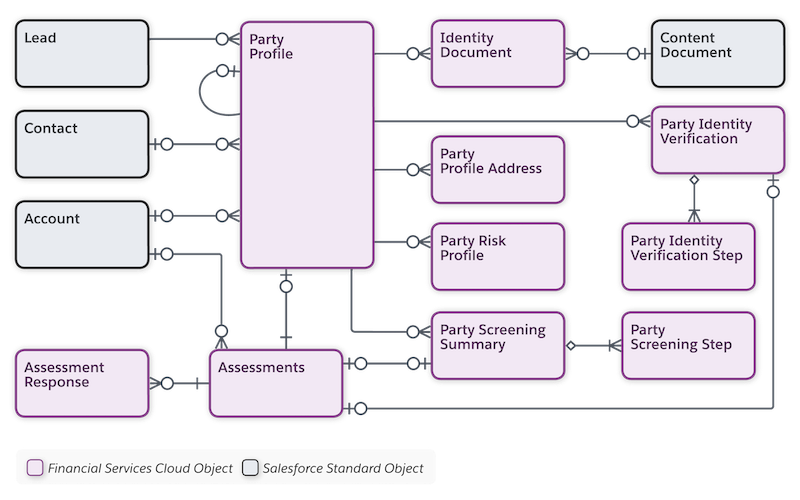 Lead
Party
Profile
Identity
Document
Content
Document
Contact
Party Identity
Verification
Party
Profile Address
Account
Party Risk
Profile
Party Identity
Verification Step
Party Screening
Summary
Party
Screening Step
Assessment
Response
Assessments
Financial Services Cloud Object
Salesforce Standard Object